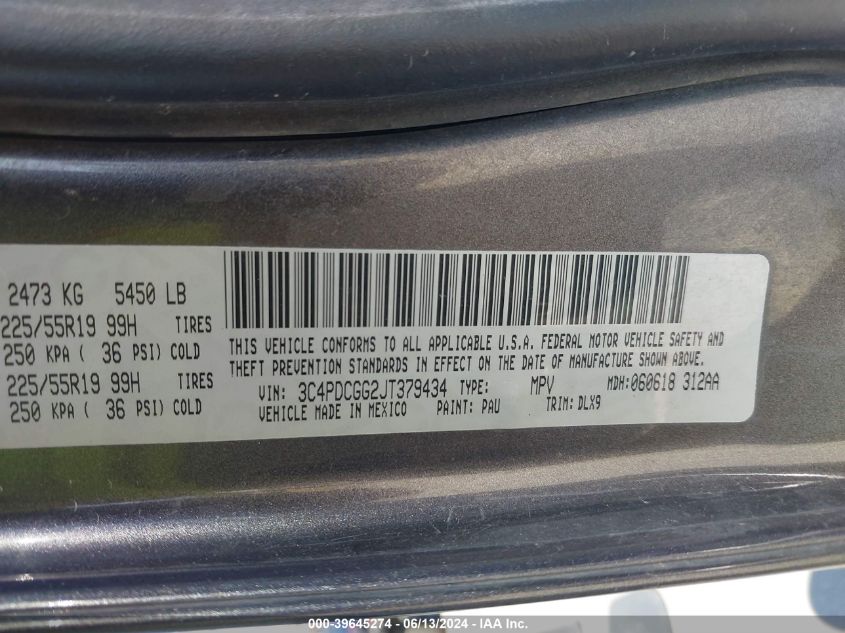 2473 KG 5450 LB
225/55R19 99H TIRES
250 KPA ( 36 PSI) COLD
225/55R19 99H TIRES
250 KPA ( 36 PSI) COLD
THIS VEHICLE CONFORMS TO ALL APPLICABLE U.S.A. FEDERAL MOTOR VEHICLE SAFETY AND
THEFT PREVENTION STANDARDS IN EFFECT ON THE DATE OF MANUFACTURE SHOWN ABOVE.
VIN: 3C4PDCGG2JT379434 TYPE: MPV MDH: 060618 312AA
VEHICLE MADE IN MEXICO PAINT: PAU TRIM: DLX9
000-39645274 - 06/13/2024 - IAA Inc.